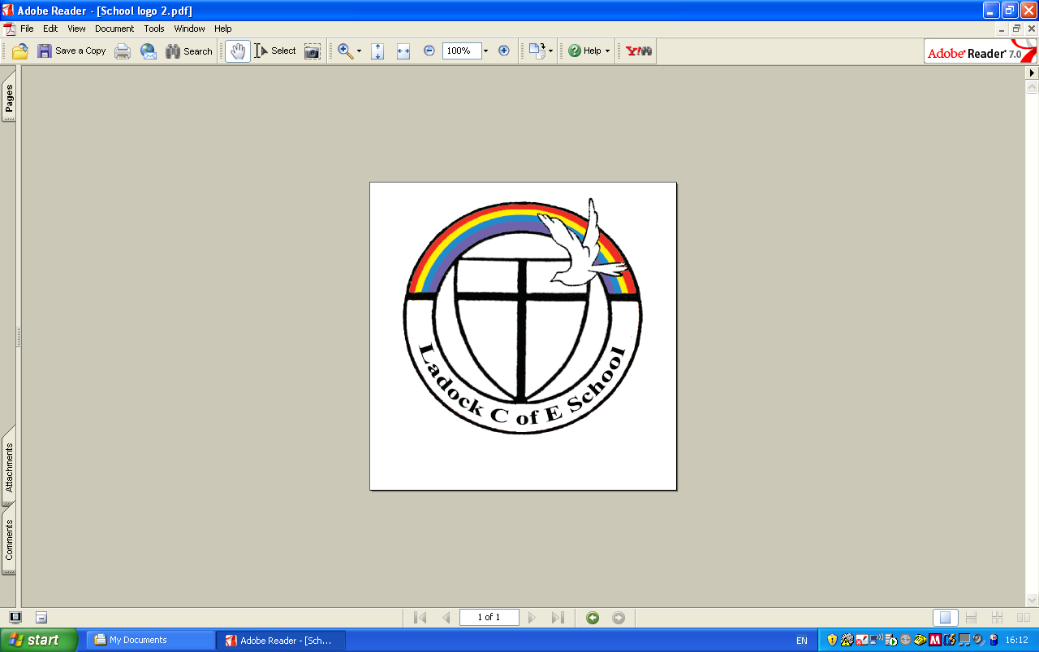 Adobe Reader - [School logo 2.pdf]
File Edit View Document Tools Window Help
Save a Copy Search Select 100% Help Y! Adobe Reader 7.0
Pages
Ladock C of E School
Attachments
Comments
1 of 1
start My Documents Adobe Reader - [Sch... EN 16:12